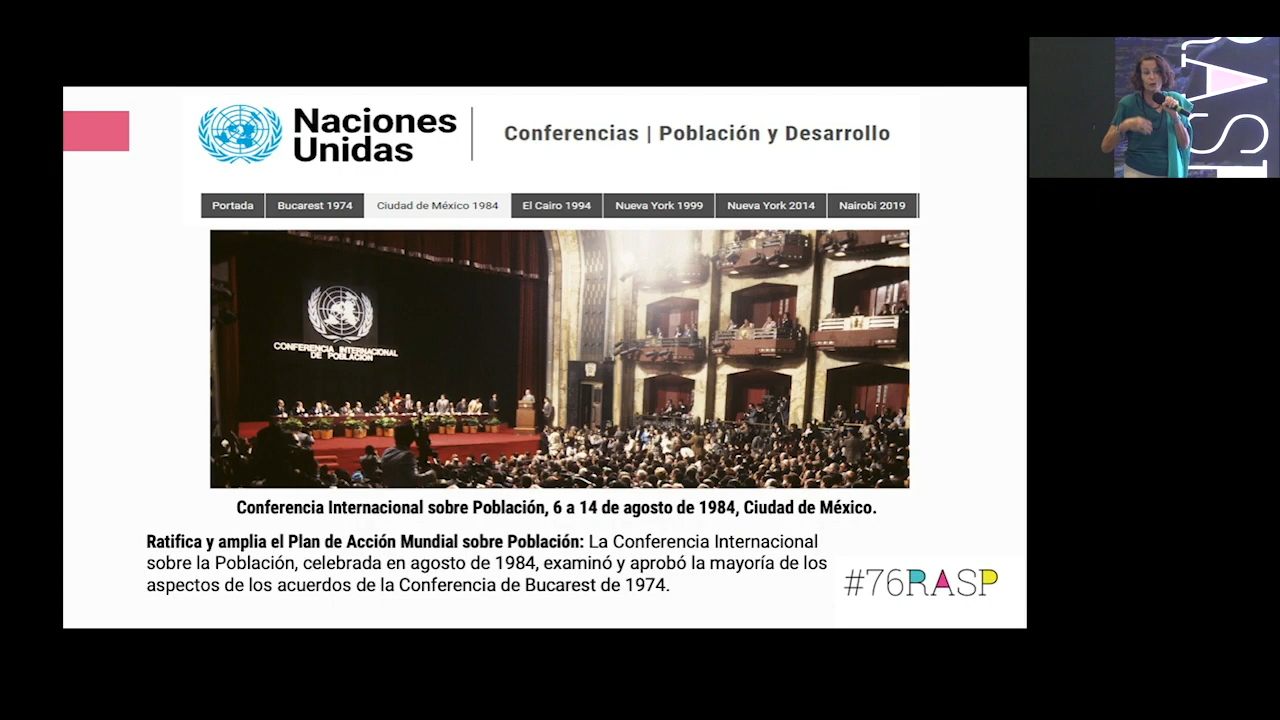 Naciones
Unidas
Conferencias | Población y Desarrollo
Portada
Bucarest 1974
Ciudad de México 1984
El Cairo 1994
Nueva York 1999
Nueva York 2014
Nairobi 2019
CONFERENCIA INTERNACIONAL
DE POBLACIÓN
Conferencia Internacional sobre Población, 6 a 14 de agosto de 1984, Ciudad de México.
Ratifica y amplia el Plan de Acción Mundial sobre Población: La Conferencia Internacional
sobre la Población, celebrada en agosto de 1984, examinó y aprobó la mayoría de los
aspectos de los acuerdos de la Conferencia de Bucarest de 1974.
#76RASP